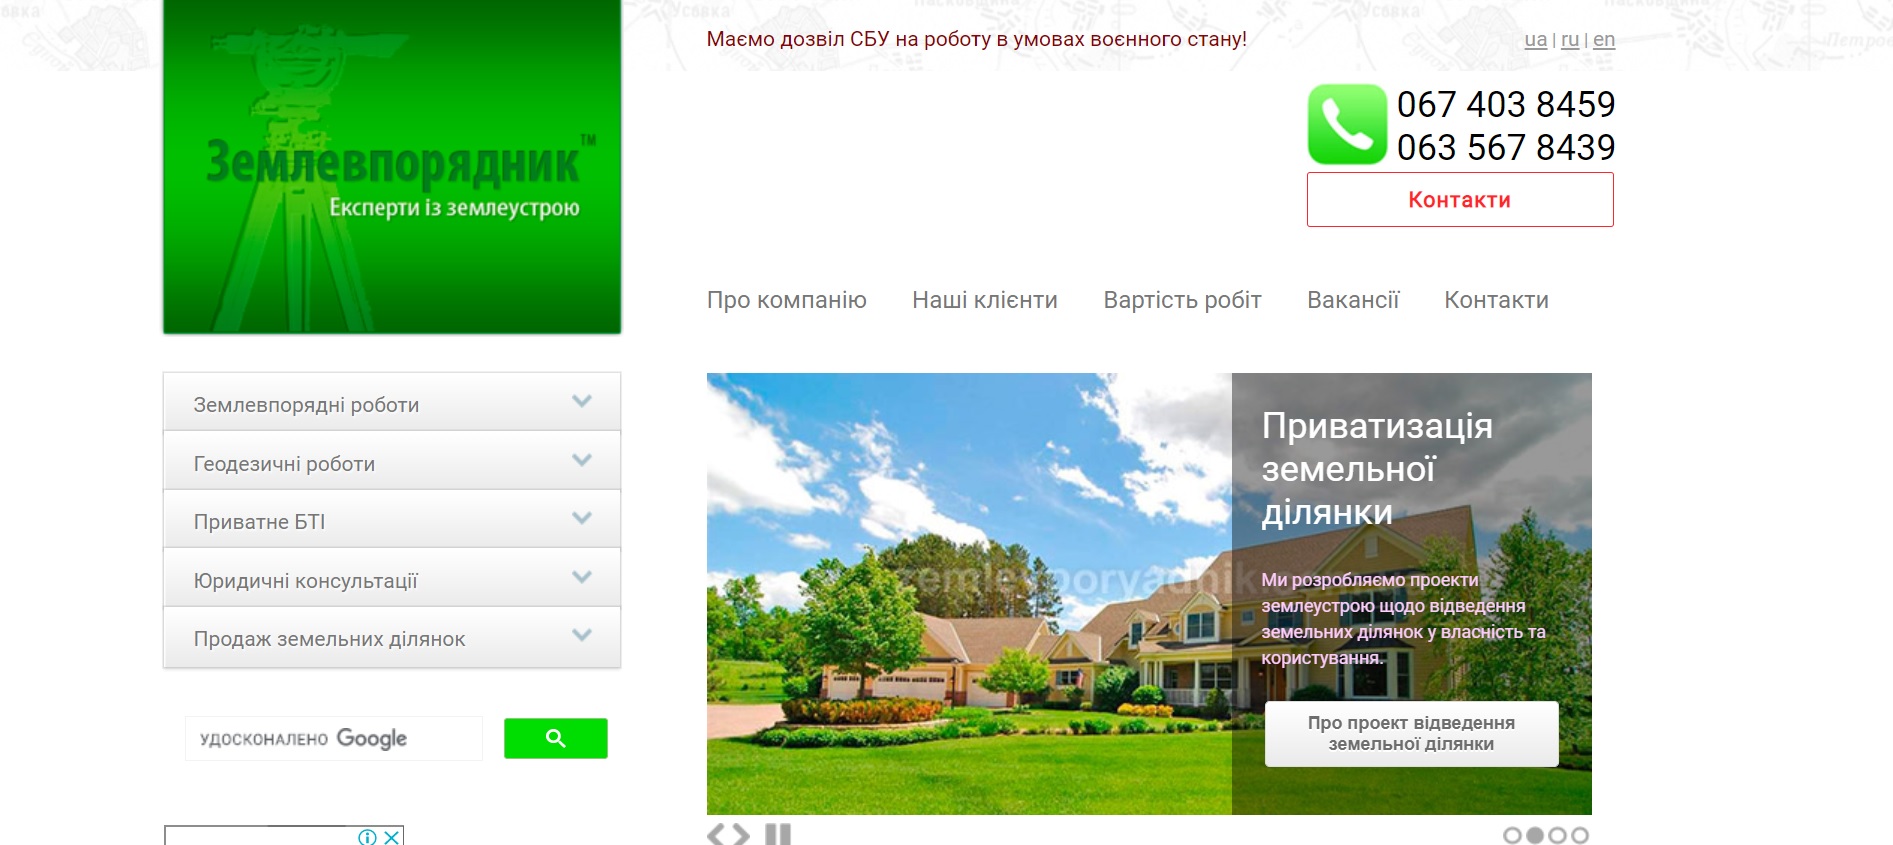 Усовка
Усовка
Маємо дозвіл СБУ на роботу в умовах воєнного стану!
ua | ru | en
Землевпорядник™
Експерти із землеустрою
067 403 8459
063 567 8439
Контакти
Про компанію Наші клієнти Вартість робіт Вакансії Контакти
Землевпорядні роботи
Геодезичні роботи
Приватне БТІ
Юридичні консультації
Продаж земельних ділянок
УДОСКОНАЛЕНО Google
Приватизація
земельної
ділянки
zemlevporyadnik
Ми розробляємо проекти
землеустрою щодо відведення
земельних ділянок у власність та
користування.
Про проект відведення
земельної ділянки